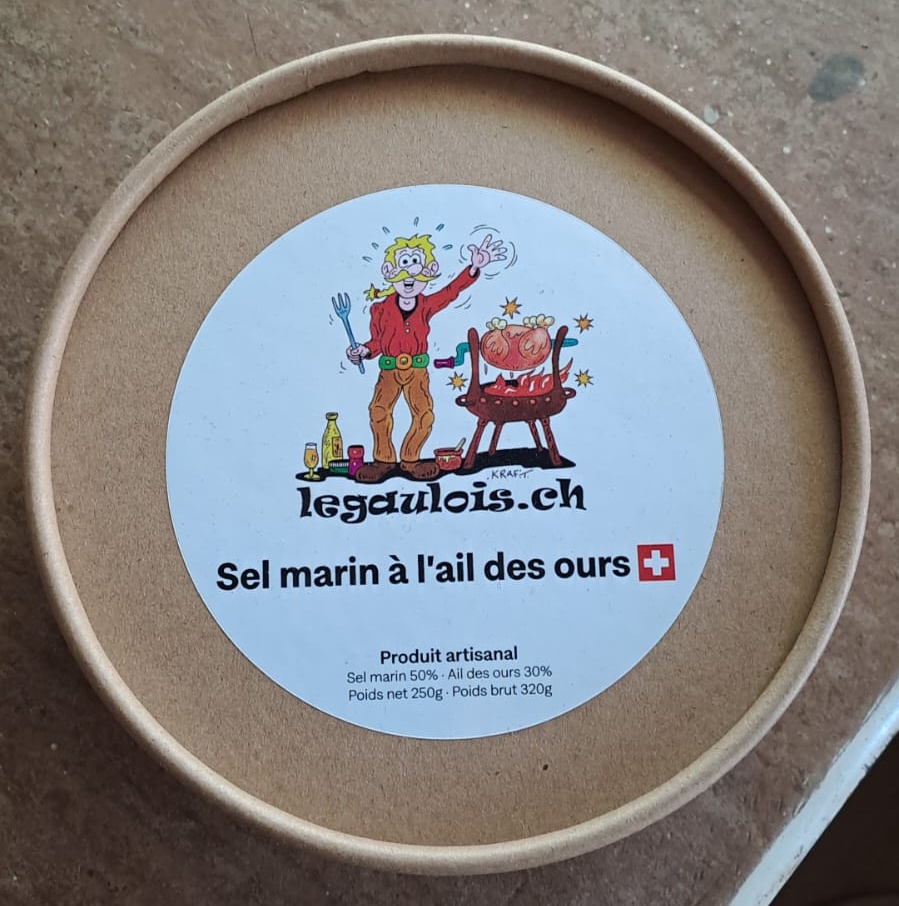 KRAFT
legaulois.ch
Sel marin à l'ail des ours
Produit artisanal
Sel marin 50% · Ail des ours 30%
Poids net 250g · Poids brut 320g